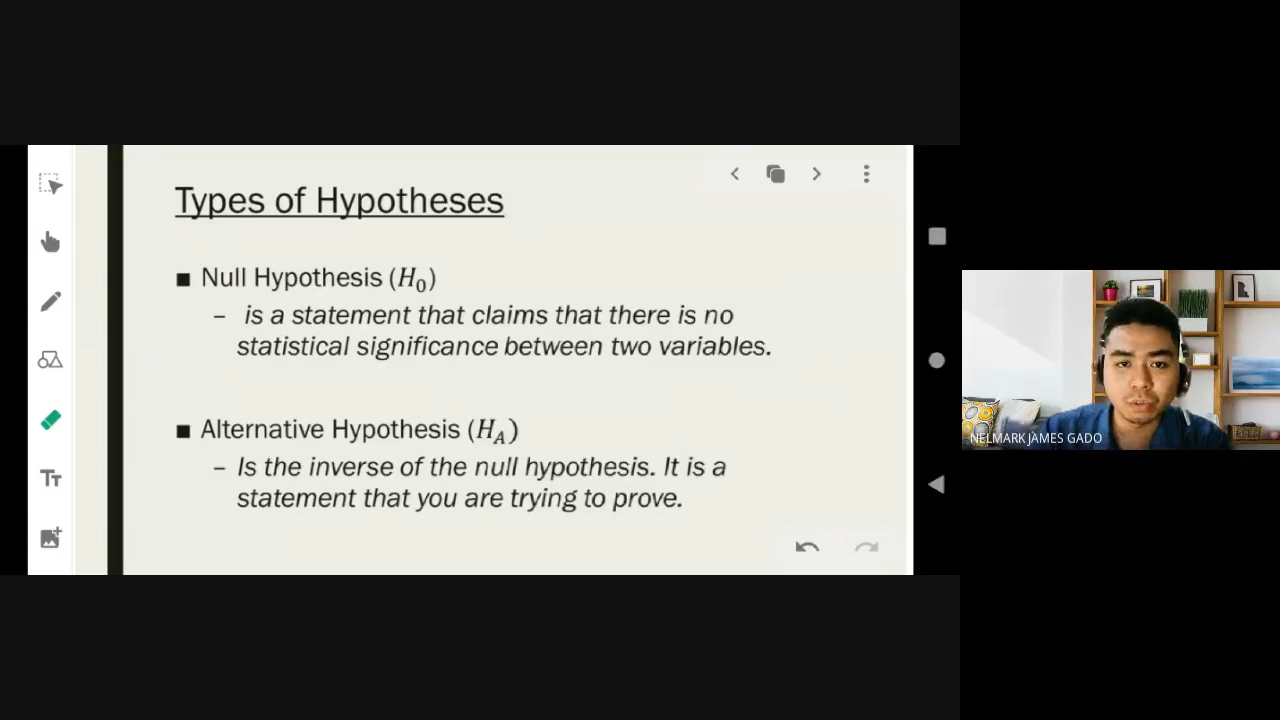 Types of Hypotheses
■ Null Hypothesis (H₀)
– is a statement that claims that there is no
statistical significance between two variables.
■ Alternative Hypothesis (H_A)
– Is the inverse of the null hypothesis. It is a
statement that you are trying to prove.
Tт
NELMARK JAMES GADO